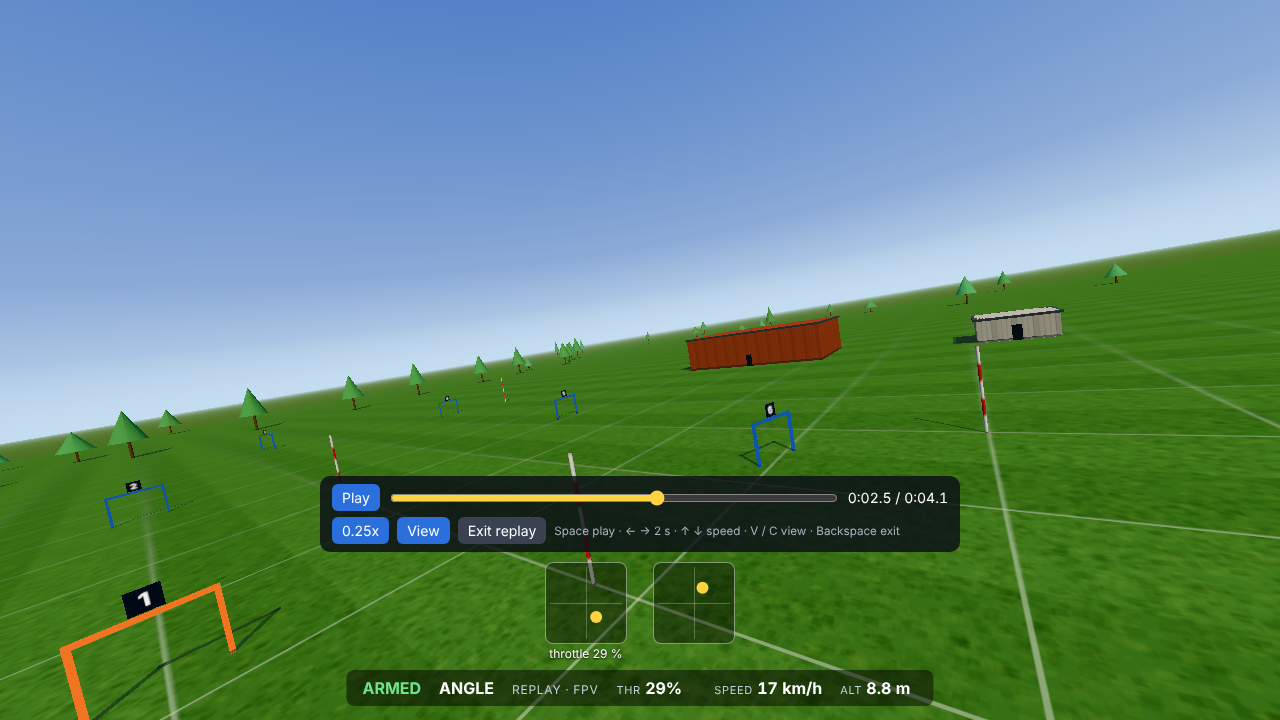 2
1
Play
0:02.5 / 0:04.1
0.25x View Exit replay Space play · ← → 2 s · ↑ ↓ speed · V / C view · Backspace exit
throttle 29 %
ARMED ANGLE REPLAY · FPV THR 29% SPEED 17 km/h ALT 8.8 m